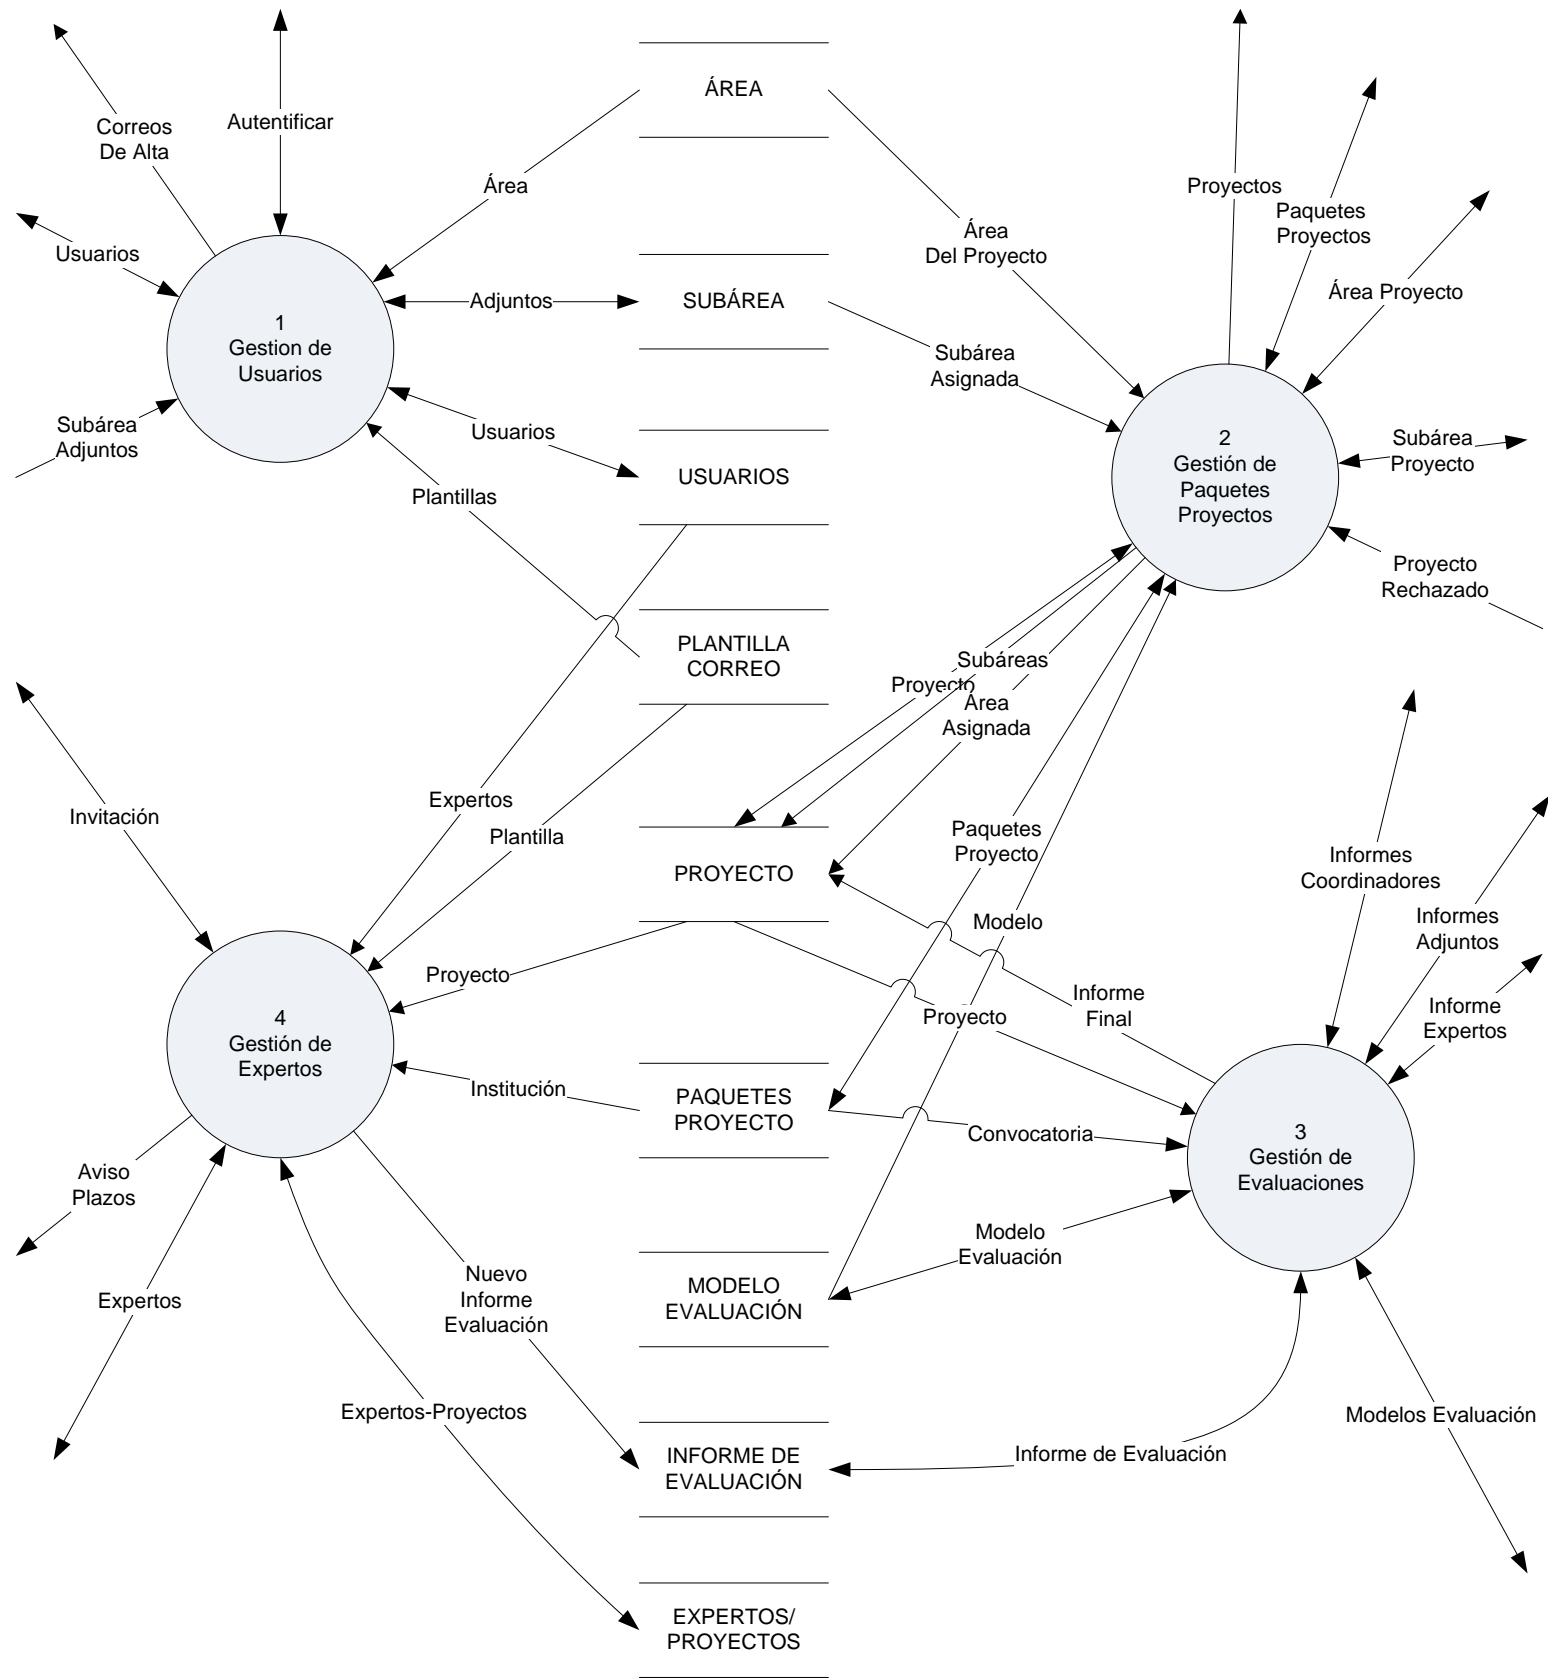 ÁREA
Autentificar
Correos
De Alta
Área
Proyectos
Paquetes
Proyectos
Usuarios
Área
Del Proyecto
Área Proyecto
Adjuntos
SUBÁREA
1
Gestion de
Usuarios
Subárea
Asignada
Subárea
Adjuntos
Usuarios
2
Gestión de
Paquetes
Proyectos
Subárea
Proyecto
USUARIOS
Plantillas
Proyecto
Rechazado
PLANTILLA
CORREO
Subáreas
Proyecto
Área
Asignada
Invitación
Expertos
Plantilla
Paquetes
Proyecto
PROYECTO
Informes
Coordinadores
Modelo
Informes
Adjuntos
Proyecto
Informe
Final
Proyecto
Informe
Expertos
4
Gestión de
Expertos
Institución
PAQUETES
PROYECTO
Convocatoria
3
Gestión de
Evaluaciones
Aviso
Plazos
Modelo
Evaluación
Expertos
Nuevo
Informe
Evaluación
MODELO
EVALUACIÓN
Expertos-Proyectos
Modelos Evaluación
INFORME DE
EVALUACIÓN
Informe de Evaluación
EXPERTOS/
PROYECTOS